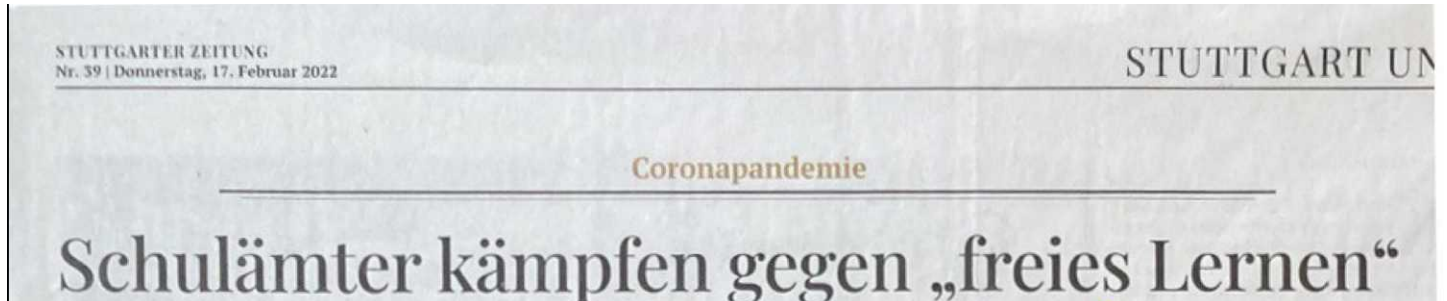 STUTTGARTER ZEITUNG
Nr. 39 | Donnerstag, 17. Februar 2022
STUTTGART UN
Coronapandemie
Schulämter kämpfen gegen „freies Lernen“